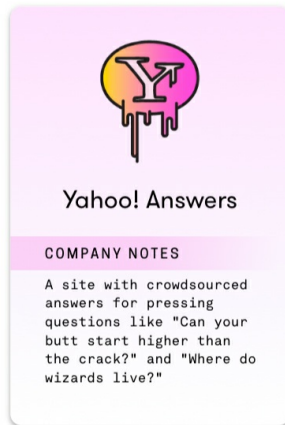 Y
Yahoo! Answers
COMPANY NOTES
A site with crowdsourced
answers for pressing
questions like "Can your
butt start higher than
the crack?" and "Where do
wizards live?"